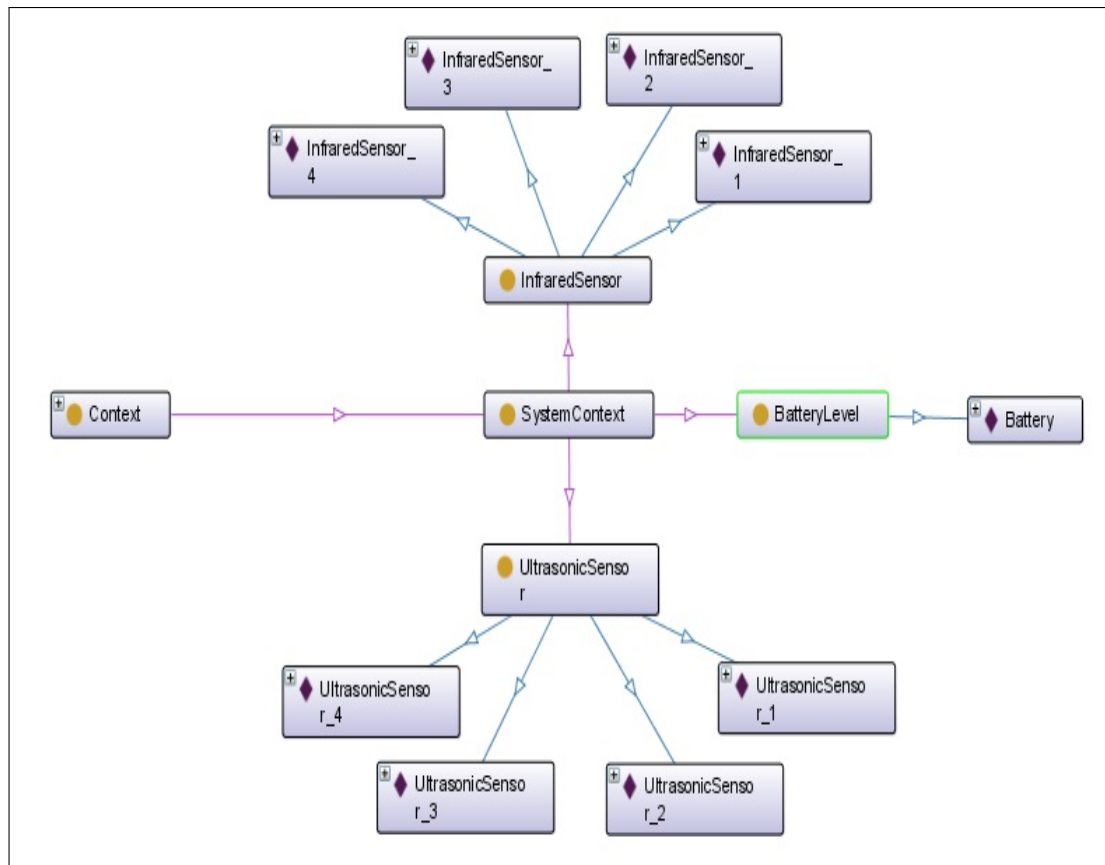 InfraredSensor_
3
InfraredSensor_
2
InfraredSensor_
4
InfraredSensor_
1
InfraredSensor
Context
SystemContext
BatteryLevel
Battery
UltrasonicSenso
r
UltrasonicSenso
r_4
UltrasonicSenso
r_1
UltrasonicSenso
r_3
UltrasonicSenso
r_2